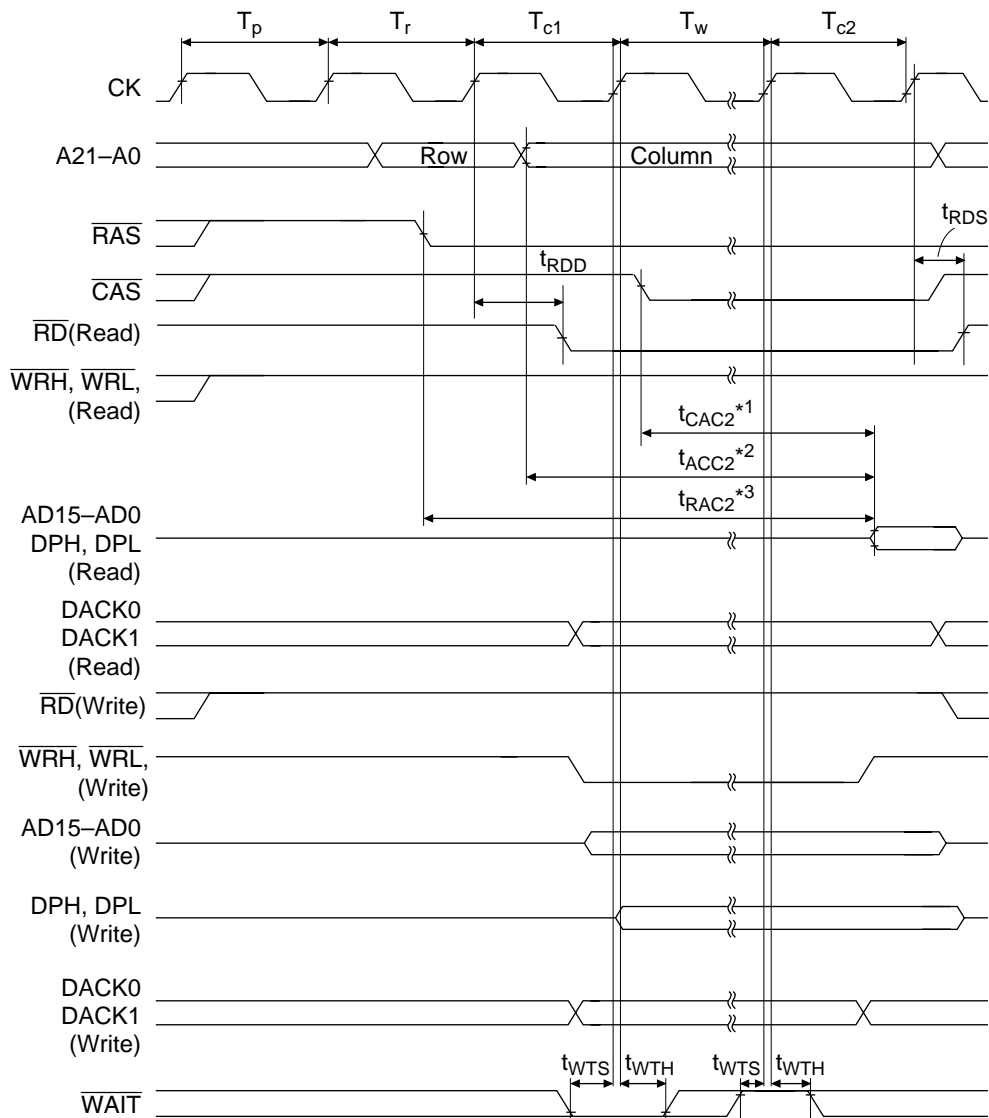 Tp Tr Tc1 Tw Tc2
CK
A21–A0 Row Column
tRDS
RAS
tRDD
CAS
RD(Read)
WRH, WRL,
(Read)
tCAC2*1
tACC2*2
tRAC2*3
AD15–AD0
DPH, DPL
(Read)
DACK0
DACK1
(Read)
RD(Write)
WRH, WRL,
(Write)
AD15–AD0
(Write)
DPH, DPL
(Write)
DACK0
DACK1
(Write)
tWTS tWTH tWTS tWTH
WAIT